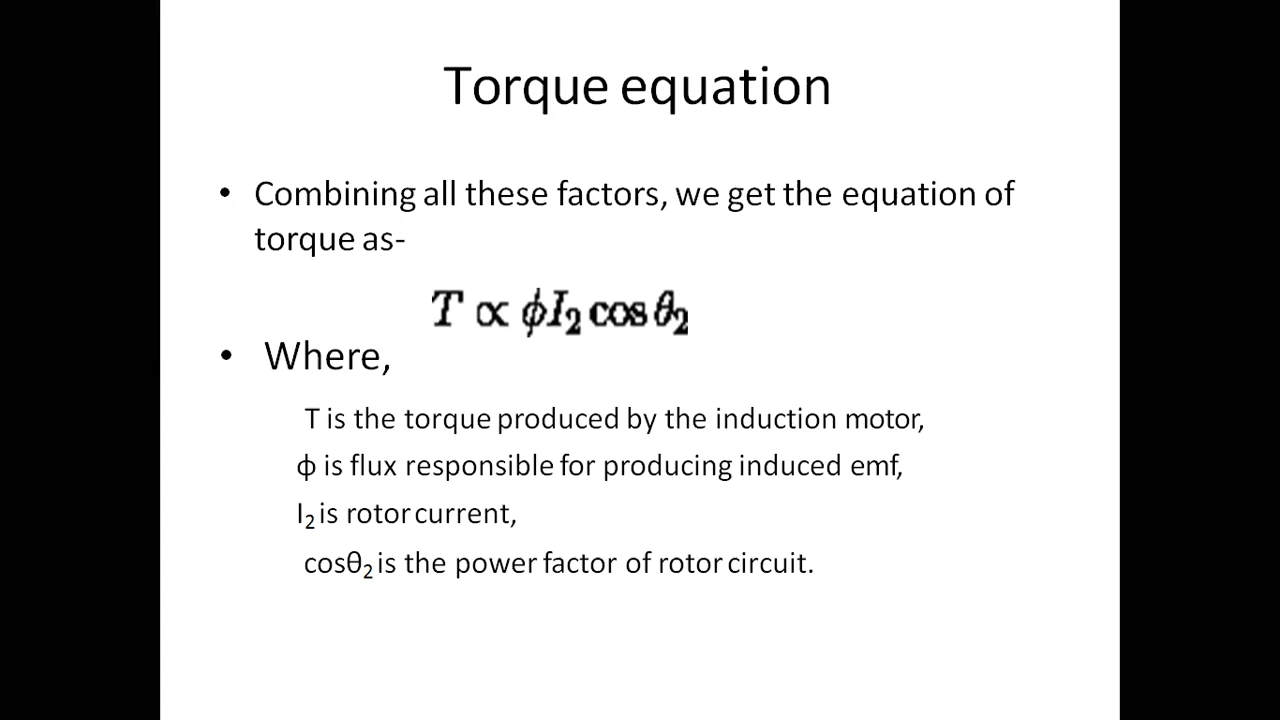 Torque equation
• Combining all these factors, we get the equation of
torque as-
T ∝ ϕI₂ cos θ₂
• Where,
T is the torque produced by the induction motor,
ϕ is flux responsible for producing induced emf,
I₂ is rotor current,
cosθ₂ is the power factor of rotor circuit.